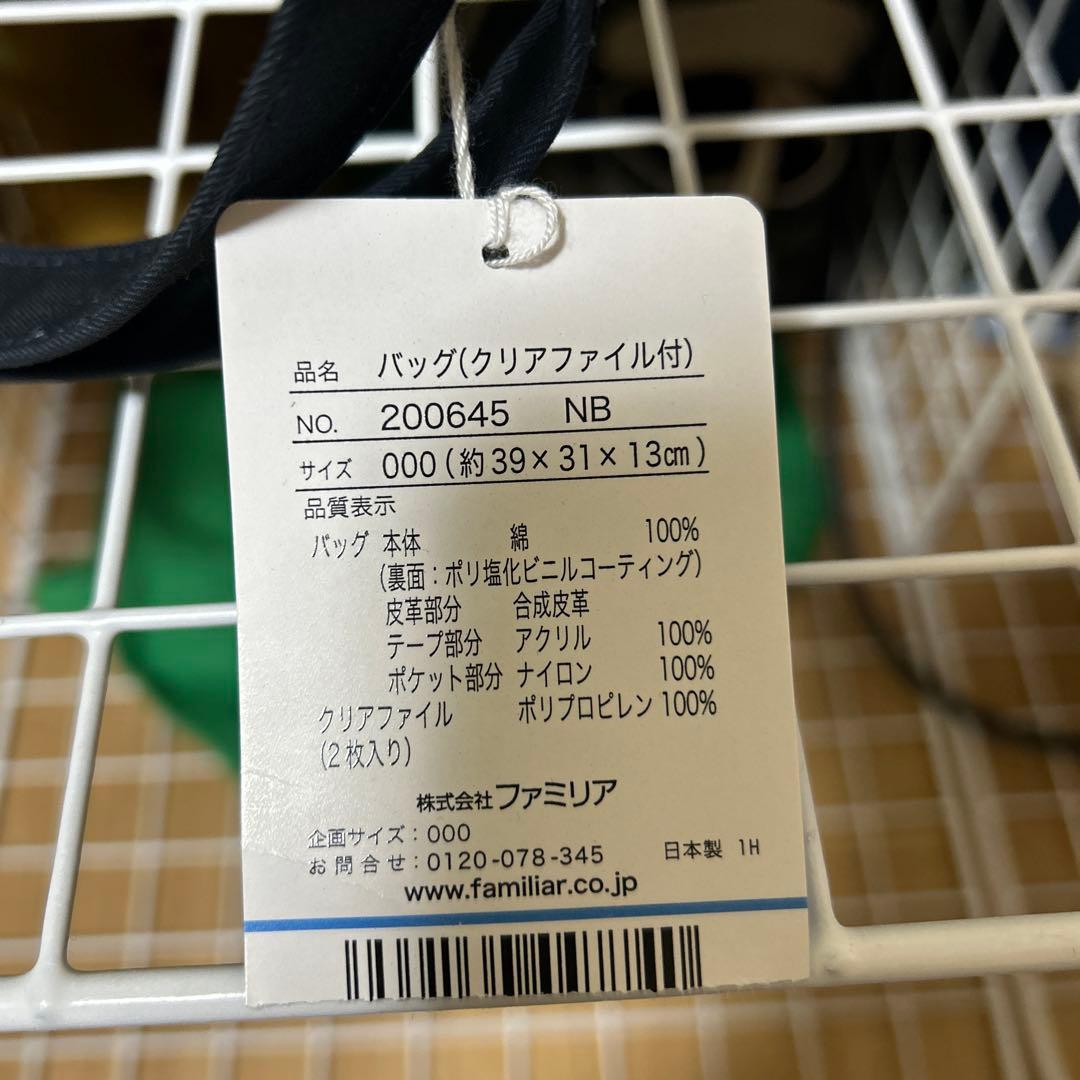 品名 バッグ(クリアファイル付)
NO. 200645 NB
サイズ 000(約39×31×13㎝)
品質表示
バッグ 本体 綿 100%
(裏面:ポリ塩化ビニルコーティング)
皮革部分 合成皮革
テープ部分 アクリル 100%
ポケット部分 ナイロン 100%
クリアファイル ポリプロピレン 100%
(2枚入り)
株式会社ファミリア
企画サイズ:000
お問合せ:0120-078-345 日本製 1H
www.familiar.co.jp